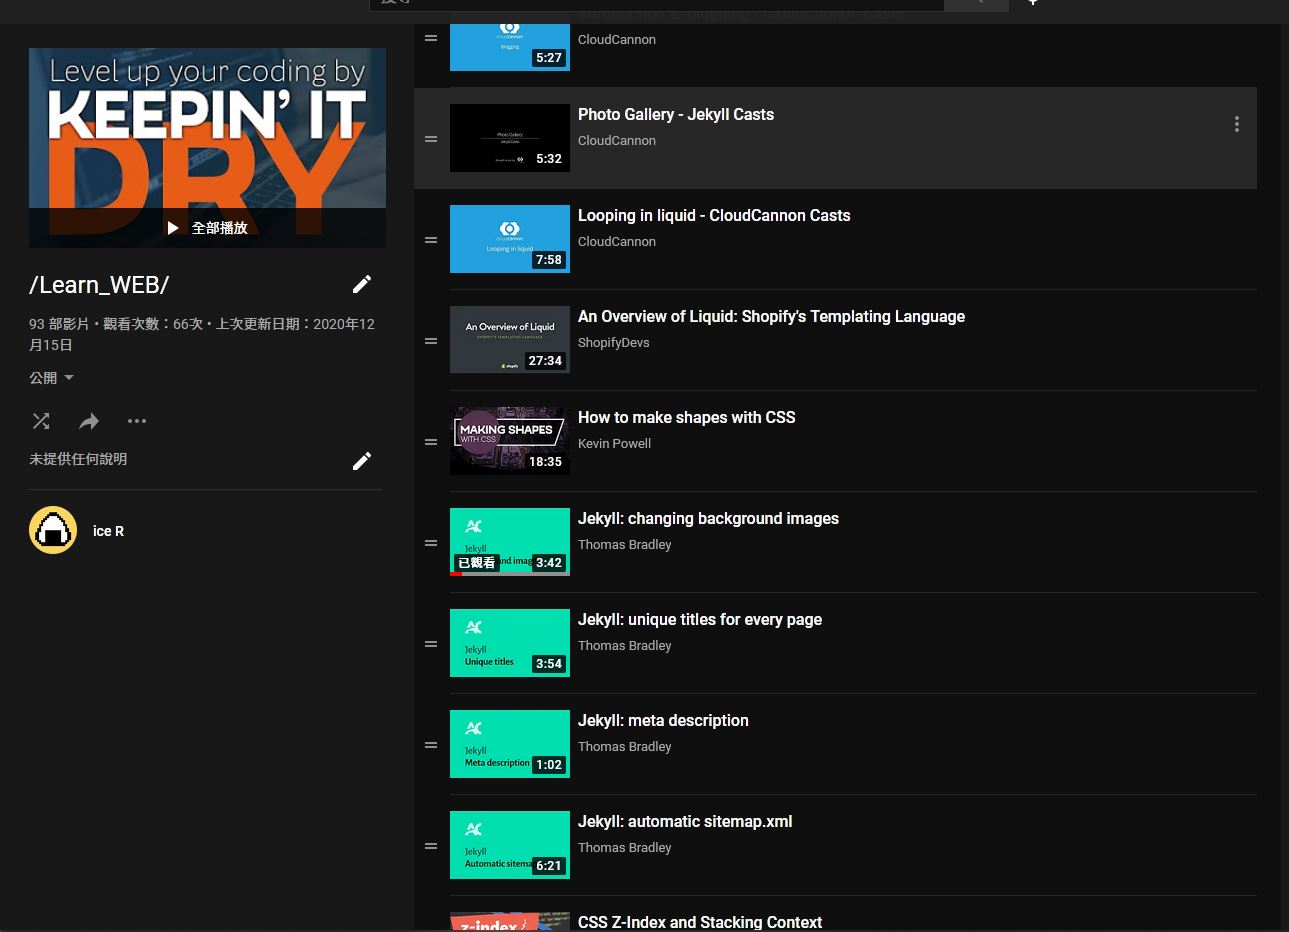 Level up your coding by
KEEPIN' IT
DRY
全部播放
/Learn_WEB/
93 部影片 • 觀看次數：66次 • 上次更新日期：2020年12
月15日
公開
未提供任何說明
ice R
5:27
CloudCannon
Photo Gallery
Jekyll Casts
5:32
Photo Gallery - Jekyll Casts
CloudCannon
Looping in liquid
7:58
Looping in liquid - CloudCannon Casts
CloudCannon
An Overview of Liquid
SHOPIFY'S TEMPLATING LANGUAGE
shopify
27:34
An Overview of Liquid: Shopify's Templating Language
ShopifyDevs
MAKING SHAPES
WITH CSS
18:35
How to make shapes with CSS
Kevin Powell
Jekyll
已觀看
3:42
Jekyll: changing background images
Thomas Bradley
Jekyll
Unique titles
3:54
Jekyll: unique titles for every page
Thomas Bradley
Jekyll
Meta description
1:02
Jekyll: meta description
Thomas Bradley
Jekyll
Automatic sitema
6:21
Jekyll: automatic sitemap.xml
Thomas Bradley
z-index
CSS Z-Index and Stacking Context